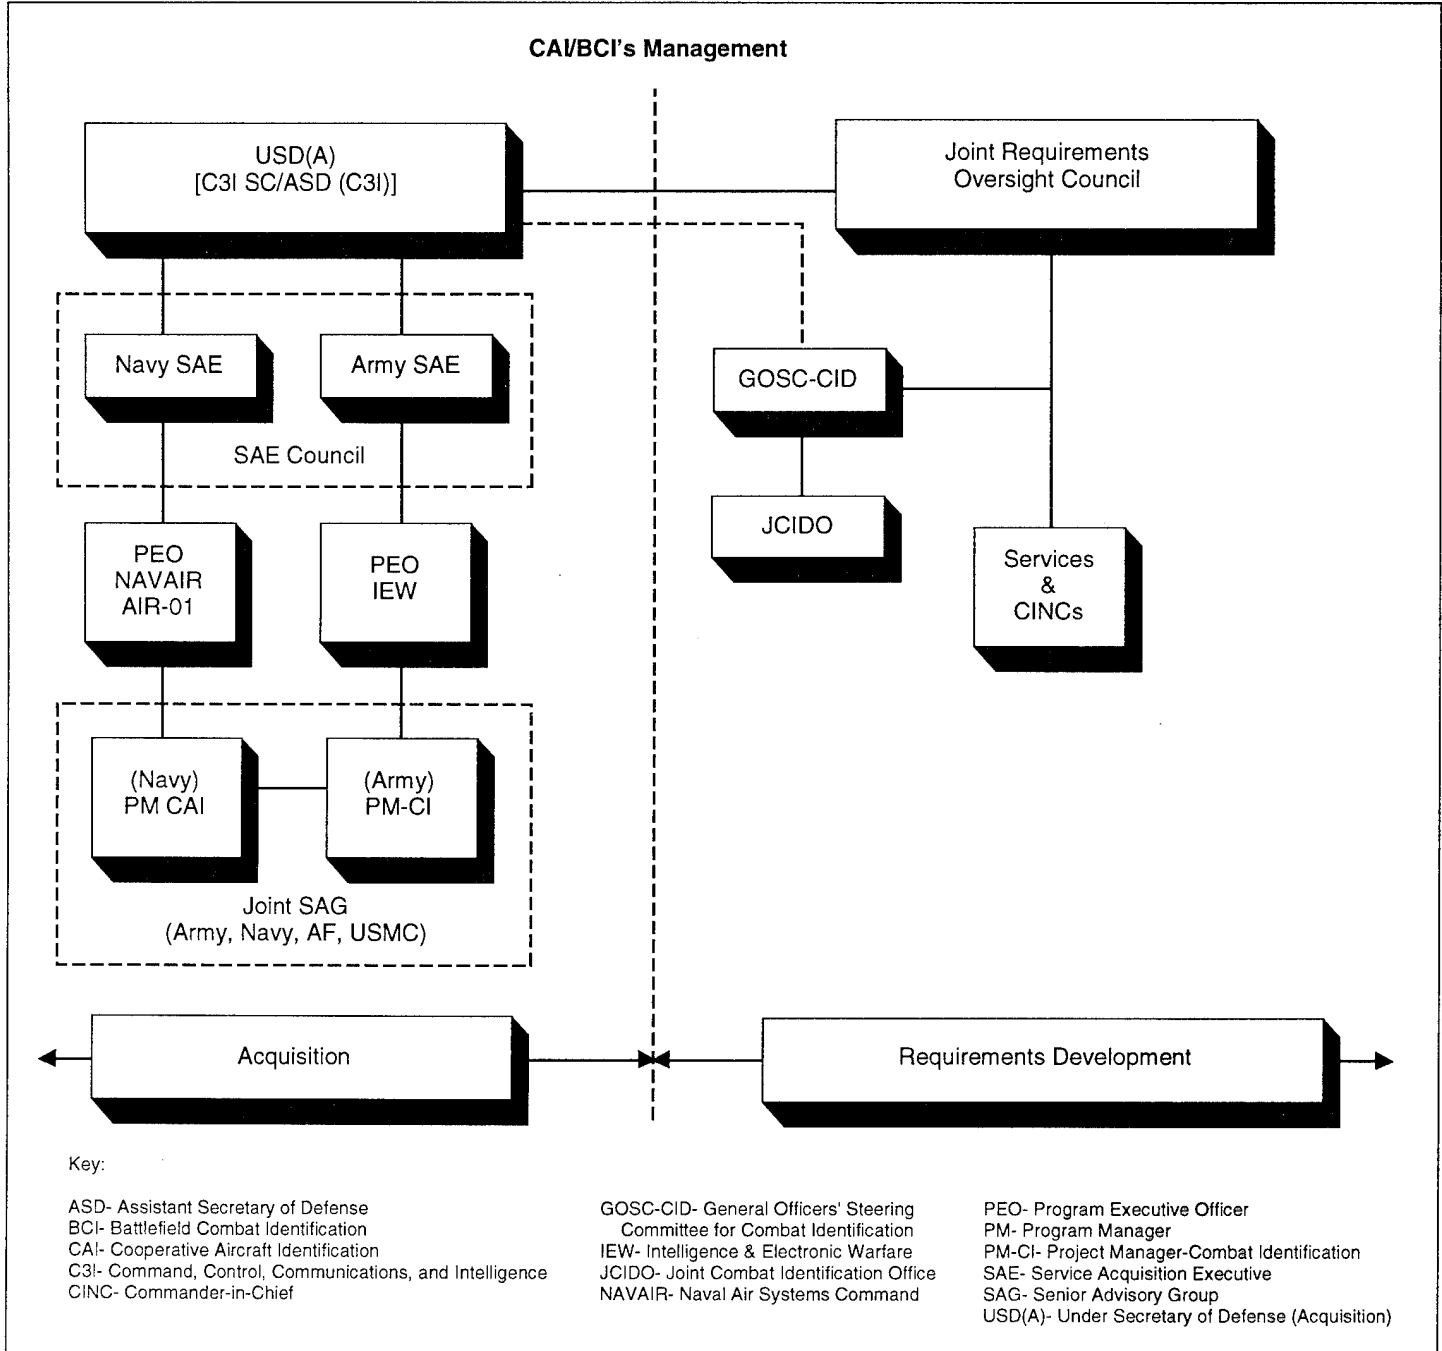 CAI/BCI's Management
USD(A)
[C3I SC/ASD (C3I)]
Joint Requirements
Oversight Council
Navy SAE
Army SAE
SAE Council
GOSC-CID
JCIDO
PEO
NAVAIR
AIR-01
PEO
IEW
Services
&
CINCs
(Navy)
PM CAI
(Army)
PM-CI
Joint SAG
(Army, Navy, AF, USMC)
Acquisition
Requirements Development
Key:
ASD- Assistant Secretary of Defense
BCI- Battlefield Combat Identification
CAI- Cooperative Aircraft Identification
C3I- Command, Control, Communications, and Intelligence
CINC- Commander-in-Chief
GOSC-CID- General Officers' Steering
Committee for Combat Identification
IEW- Intelligence & Electronic Warfare
JCIDO- Joint Combat Identification Office
NAVAIR- Naval Air Systems Command
PEO- Program Executive Officer
PM- Program Manager
PM-CI- Project Manager-Combat Identification
SAE- Service Acquisition Executive
SAG- Senior Advisory Group
USD(A)- Under Secretary of Defense (Acquisition)